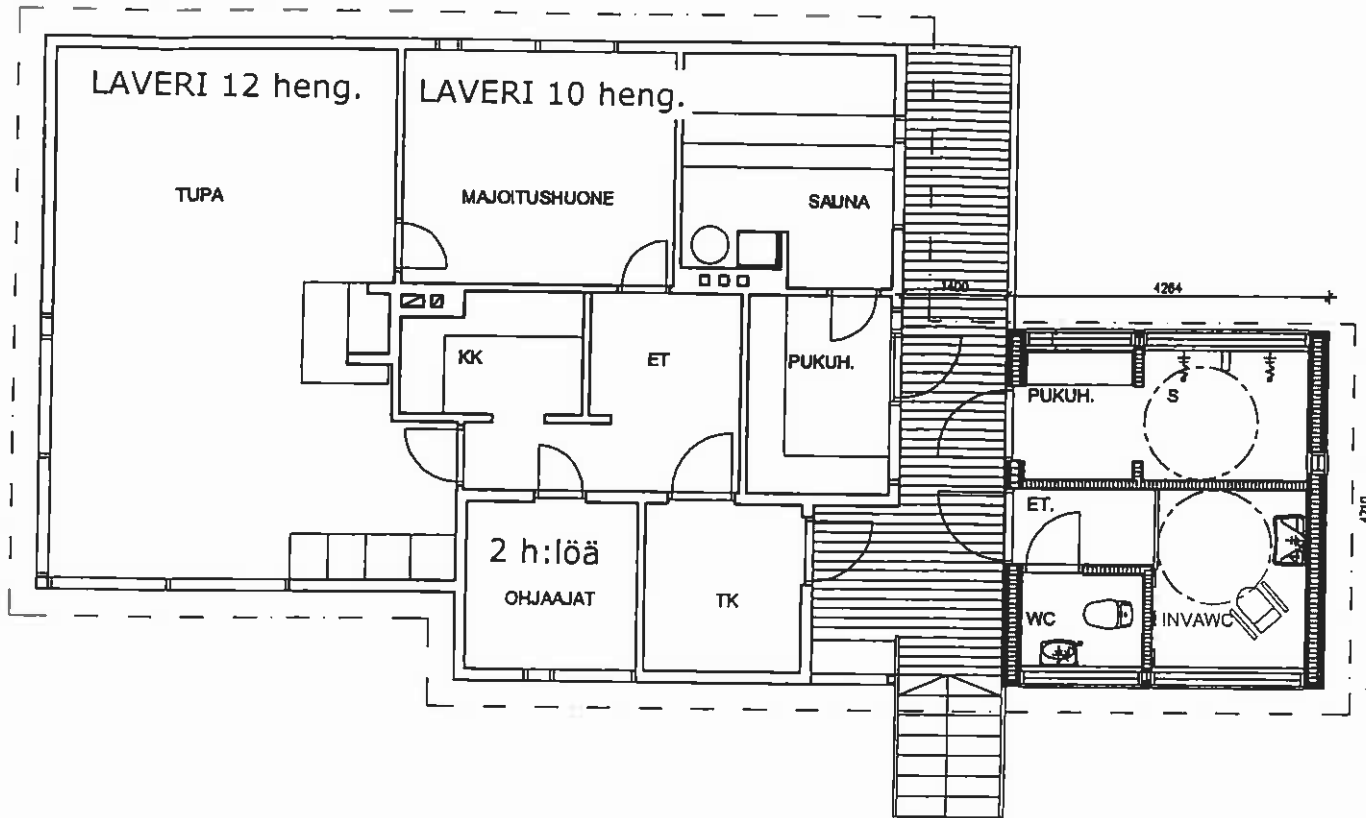 LAVERI 12 heng.
LAVERI 10 heng.
TUPA
MAJOITUSHUONE
SAUNA
1400
4264
KK
ET
PUKUH.
PUKUH.
S
ET.
2 h:löä
OHJAAJAT
TK
WC
INVAWC